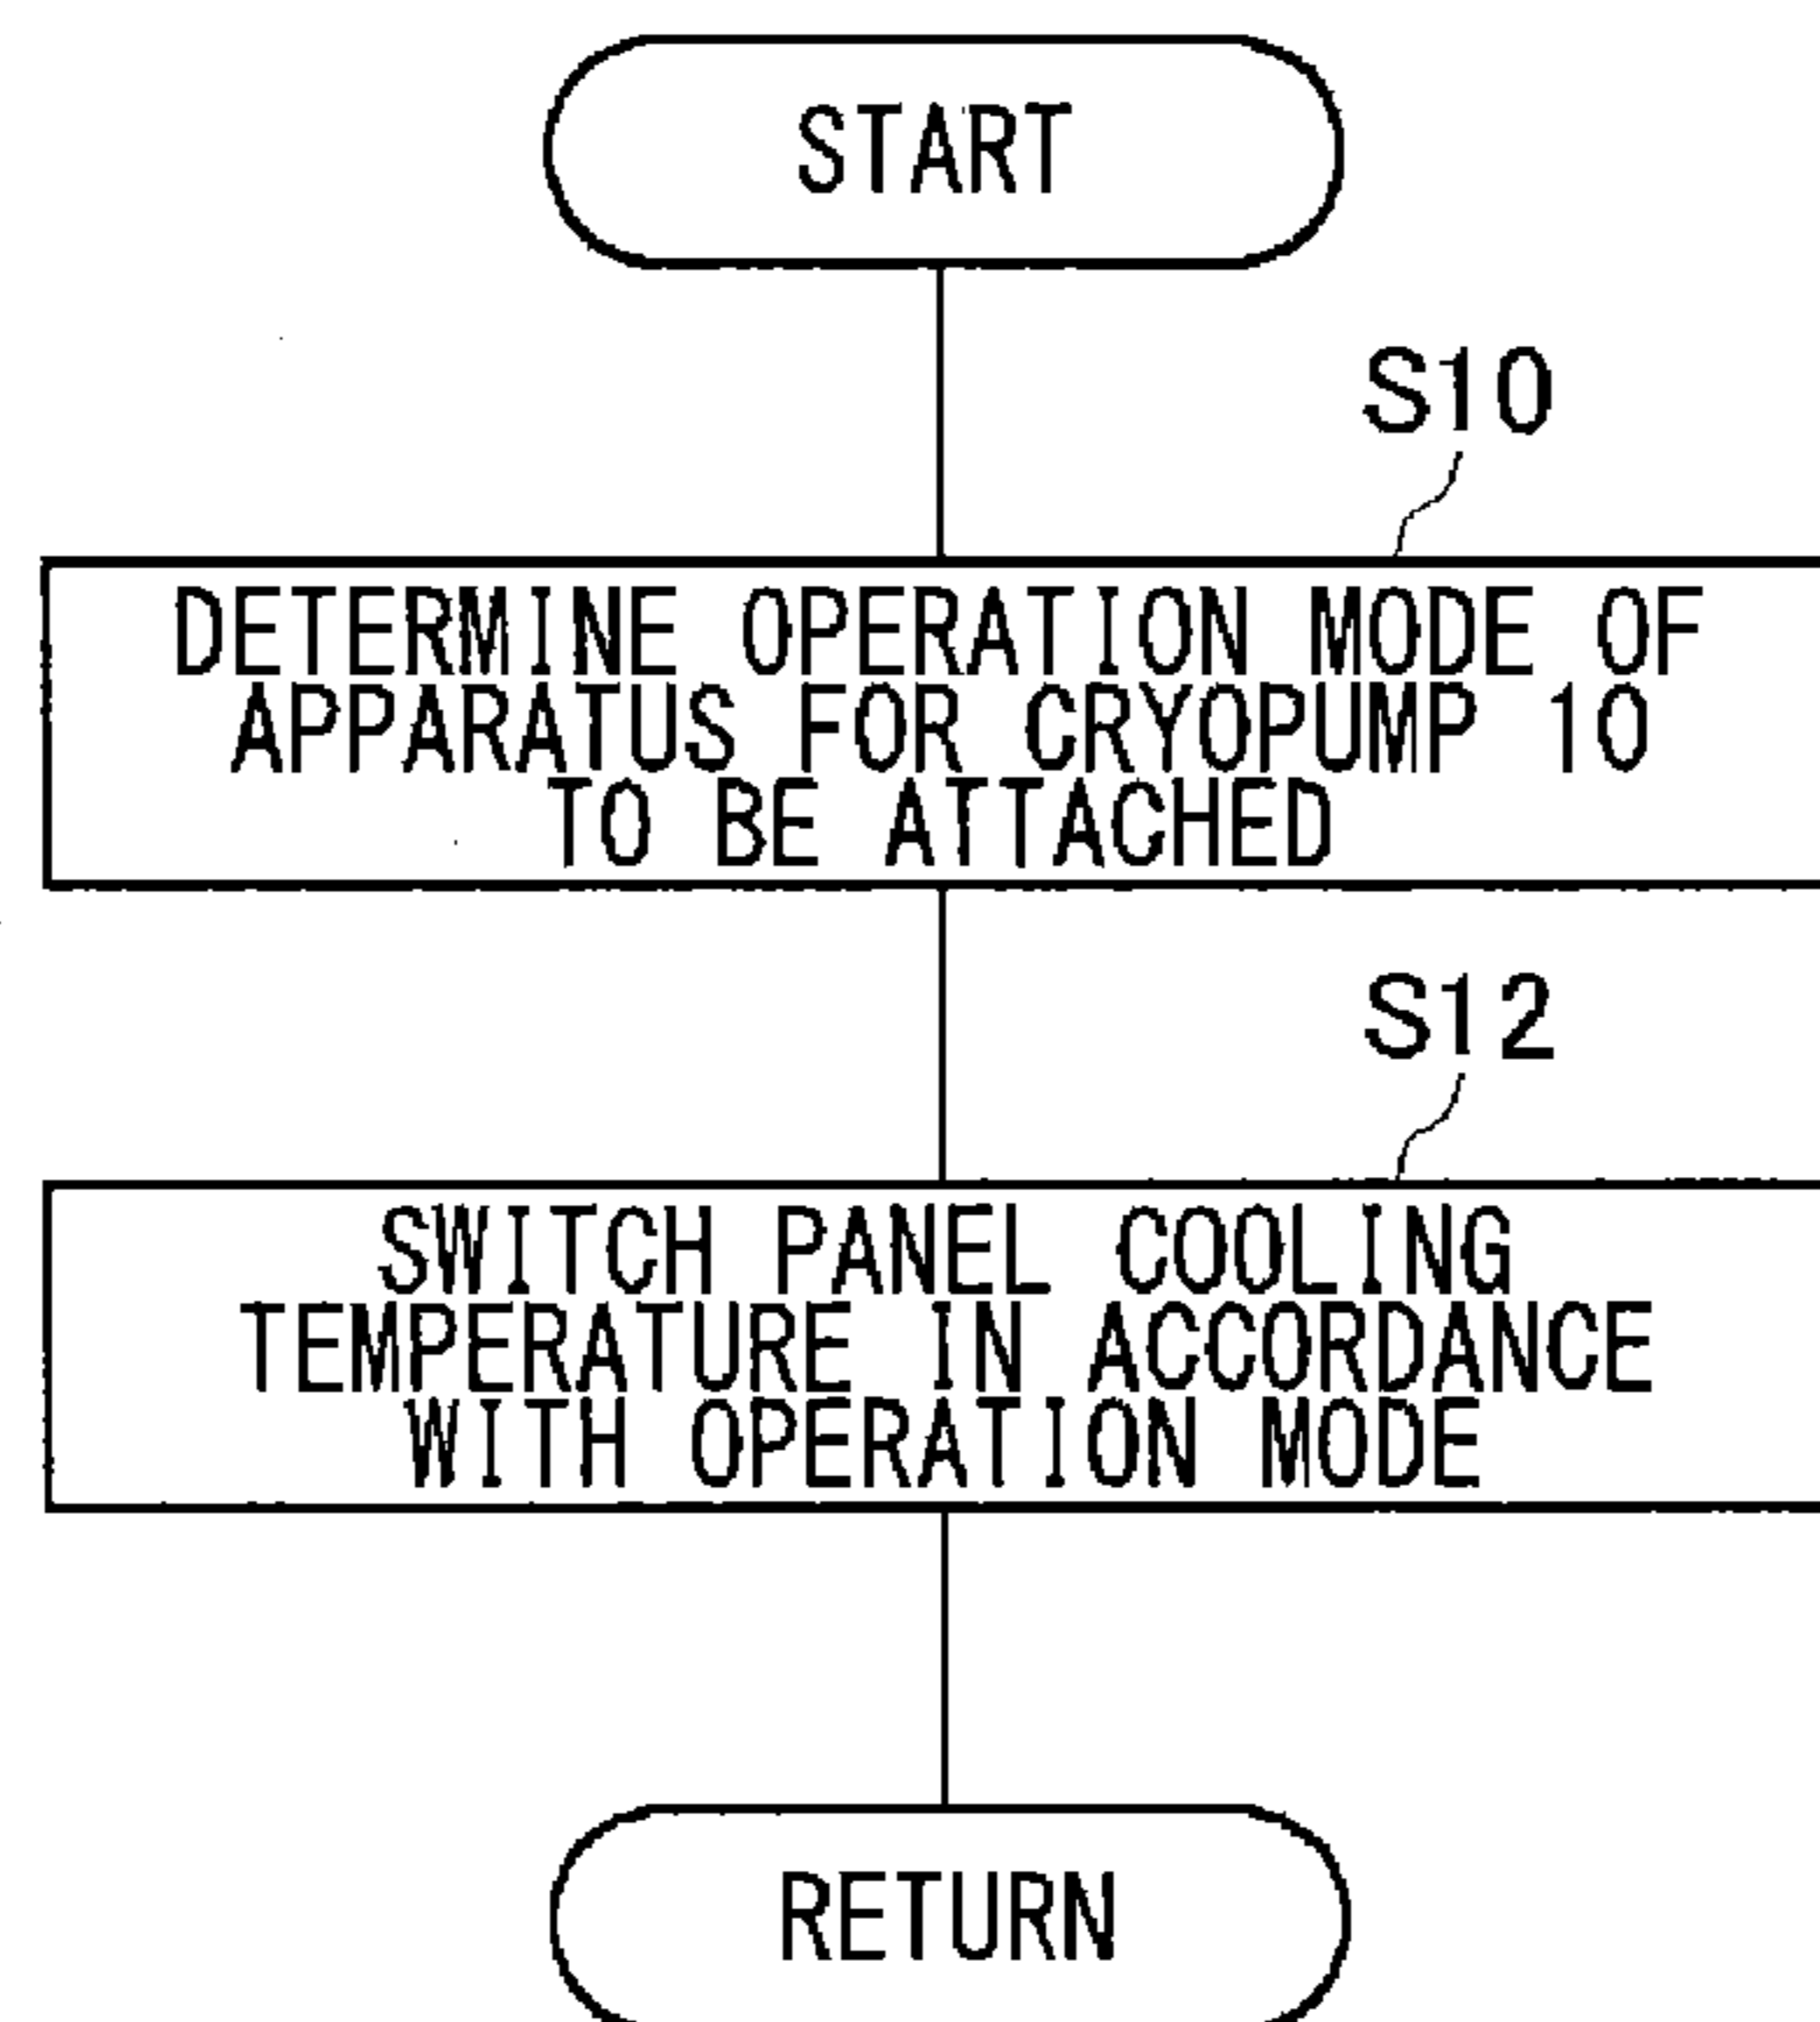 START
S10
DETERMINE OPERATION MODE OF
APPARATUS FOR CRYOPUMP 10
TO BE ATTACHED
S12
SWITCH PANEL COOLING
TEMPERATURE IN ACCORDANCE
WITH OPERATION MODE
RETURN